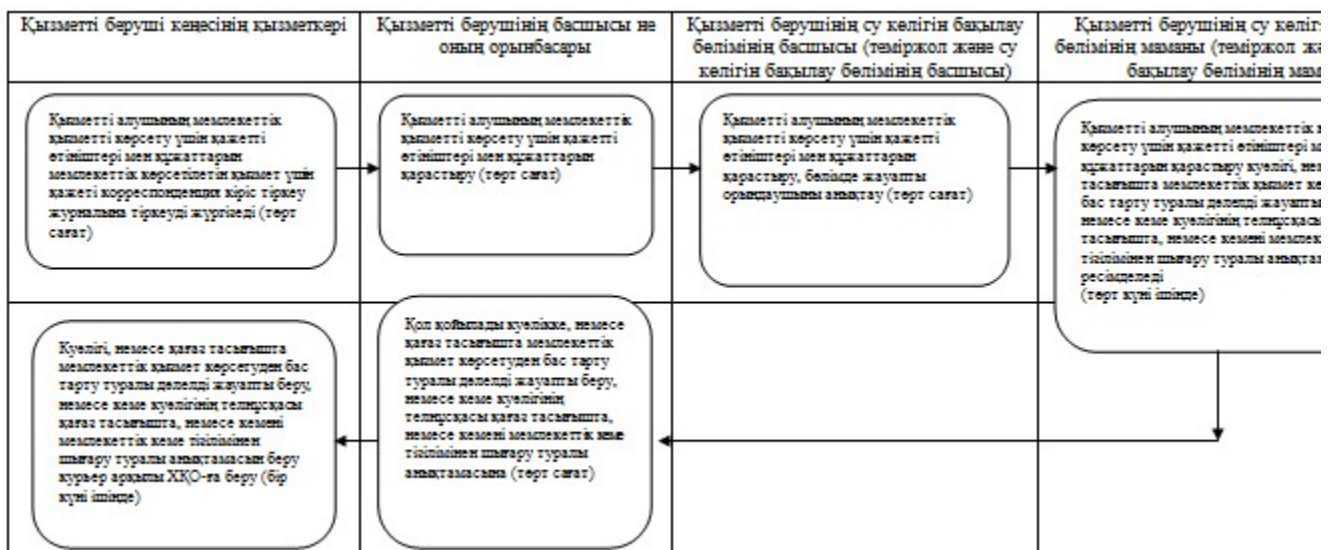 Қызметті беруші кеңесінің қызметкері
Қызметті берушінің басшысы не
оның орынбасары
Қызметті берушінің су көлігін бақылау
бөлімінің басшысы (теміржол және су
көлігін бақылау бөлімінің басшысы)
Қызметті берушінің су көлігі
бөлімінің маманы (теміржол жә
бақылау бөлімінің мам
Қызметті алушының мемлекеттік
қызметті көрсету үшін қажетті
өтініштері мен құжаттарын
мемлекеттік көрсетілетін қызмет үшін
қажеті корреспонденция кіріс тіркеу
журналына тіркеуді жүргізеді (төрт
сағат)
Қызметті алушының мемлекеттік
қызметті көрсету үшін қажетті
өтініштері мен құжаттарын
қарастыру (төрт сағат)
Қызметті алушының мемлекеттік
қызметті көрсету үшін қажетті
өтініштері мен құжаттарын
қарастыру, бөлімде жауапты
орындаушыны анықтау (төрт сағат)
Қызметті алушының мемлекеттік қ
көрсету үшін қажетті өтініштері м
құжаттарын қарастыру куәлігі, нем
тасығышта мемлекеттік қызмет кө
бас тарту туралы дәлелді жауапты
немесе кеме куәлігінің телнұсқасы
тасығышта, немесе кемені мемлек
тізілімінен шығару туралы анықтам
ресімделеді
(төрт күні ішінде)
Куәлігі, немесе қағаз тасығышта
мемлекеттік қызмет көрсетуден бас
тарту туралы дәлелді жауапты беру,
немесе кеме куәлігінің телнұсқасы
қағаз тасығышта, немесе кемені
мемлекеттік кеме тізілімінен
шығару туралы анықтамасын беру
курьер арқылы ХҚО-ға беру (бір
күні ішінде)
Қол қойылады куәлікке, немесе
қағаз тасығышта мемлекеттік
қызмет көрсетуден бас тарту
туралы дәлелді жауапты беру,
немесе кеме куәлігінің
телнұсқасы қағаз тасығышта,
немесе кемені мемлекеттік кеме
тізілімінен шығару туралы
анықтамасына (төрт сағат)